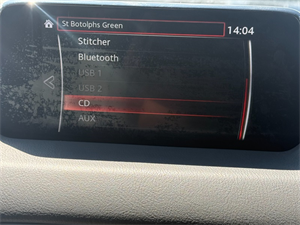 St Botolphs Green
14:04
Stitcher
Bluetooth
USB 1
USB 2
CD
AUX